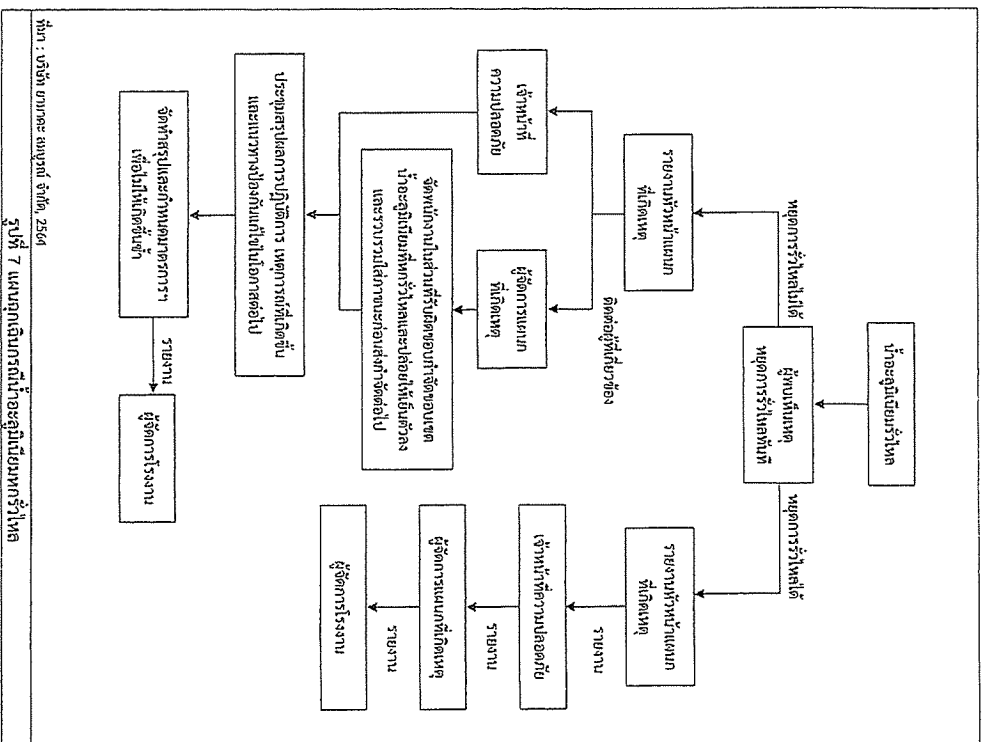 น้ำอะลูมิเนียมรั่วไหล
ผู้พบเห็นเหตุ
หยุดการรั่วไหลทันที
หยุดการรั่วไหลไม่ได้
หยุดการรั่วไหลได้
รายงานหัวหน้าแผนก
ที่เกิดเหตุ
ติดต่อผู้ที่เกี่ยวข้อง
เจ้าหน้าที่
ความปลอดภัย
ผู้จัดการแผนก
ที่เกิดเหตุ
จัดพนักงานในส่วนที่รับผิดชอบกำจัดขอบเขต
น้ำอะลูมิเนียมที่หกรั่วไหลและปล่อยให้เย็นตัวลง
และรวบรวมใส่ภาชนะก่อนส่งกำจัดต่อไป
ประชุมสรุปผลการปฏิบัติการ เหตุการณ์ที่เกิดขึ้น
และแนวทางป้องกันแก้ไขในโอกาสต่อไป
จัดทำสรุปและกำหนดมาตรการฯ
เพื่อไม่ให้เกิดขึ้นซ้ำ
รายงาน
ผู้จัดการโรงงาน
รายงานหัวหน้าแผนก
ที่เกิดเหตุ
รายงาน
เจ้าหน้าที่ความปลอดภัย
รายงาน
ผู้จัดการแผนกที่เกิดเหตุ
รายงาน
ผู้จัดการโรงงาน
ที่มา : บริษัท ยามาดะ สมบูรณ์ จำกัด, 2564
รูปที่ 7 แผนฉุกเฉินกรณีน้ำอะลูมิเนียมหกรั่วไหล